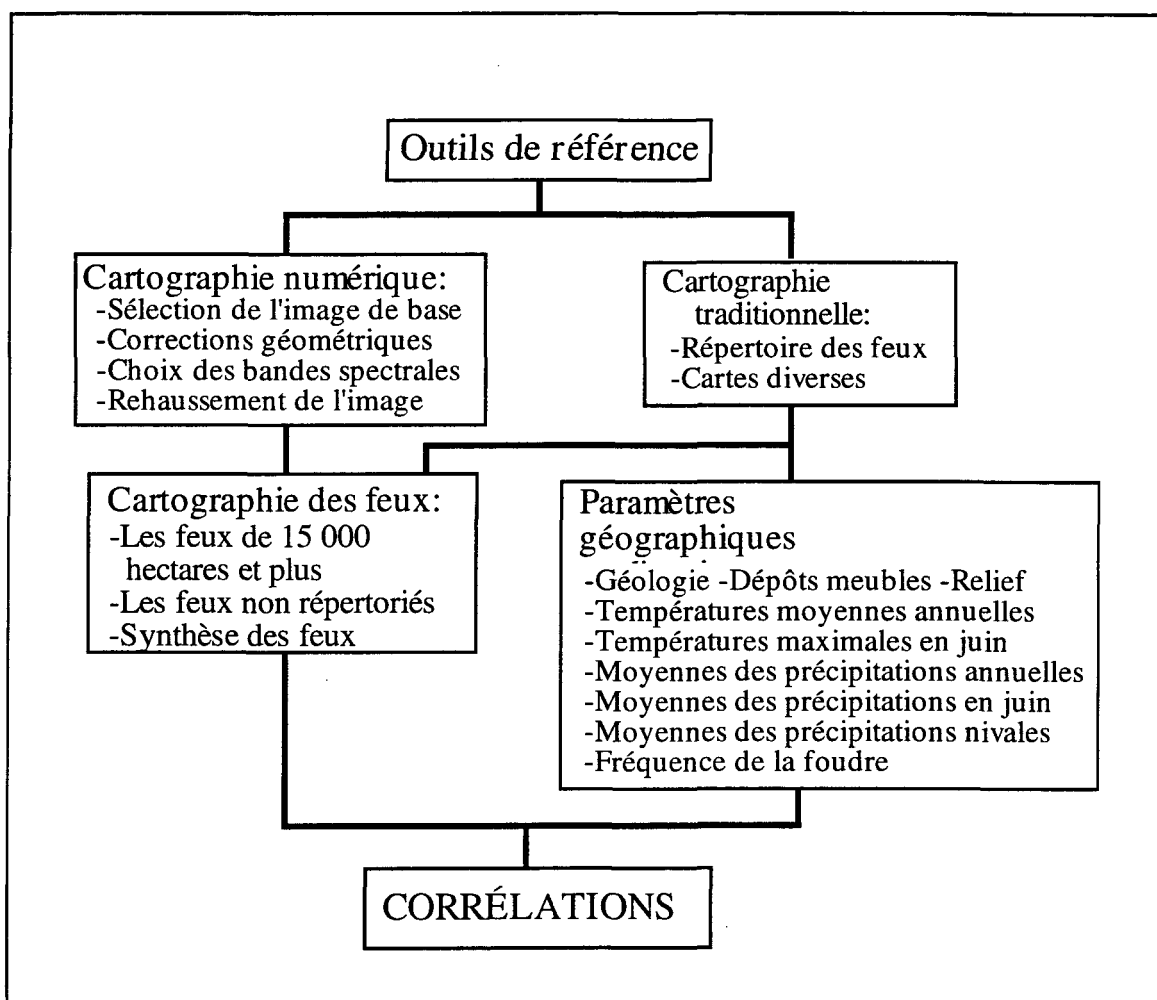 Outils de référence
Cartographie numérique:
-Sélection de l'image de base
-Corrections géométriques
-Choix des bandes spectrales
-Rehaussement de l'image
Cartographie
traditionnelle:
-Répertoire des feux
-Cartes diverses
Cartographie des feux:
-Les feux de 15 000
hectares et plus
-Les feux non répertoriés
-Synthèse des feux
Paramètres
géographiques
-Géologie -Dépôts meubles -Relief
-Températures moyennes annuelles
-Températures maximales en juin
-Moyennes des précipitations annuelles
-Moyennes des précipitations en juin
-Moyennes des précipitations nivales
-Fréquence de la foudre
CORRÉLATIONS